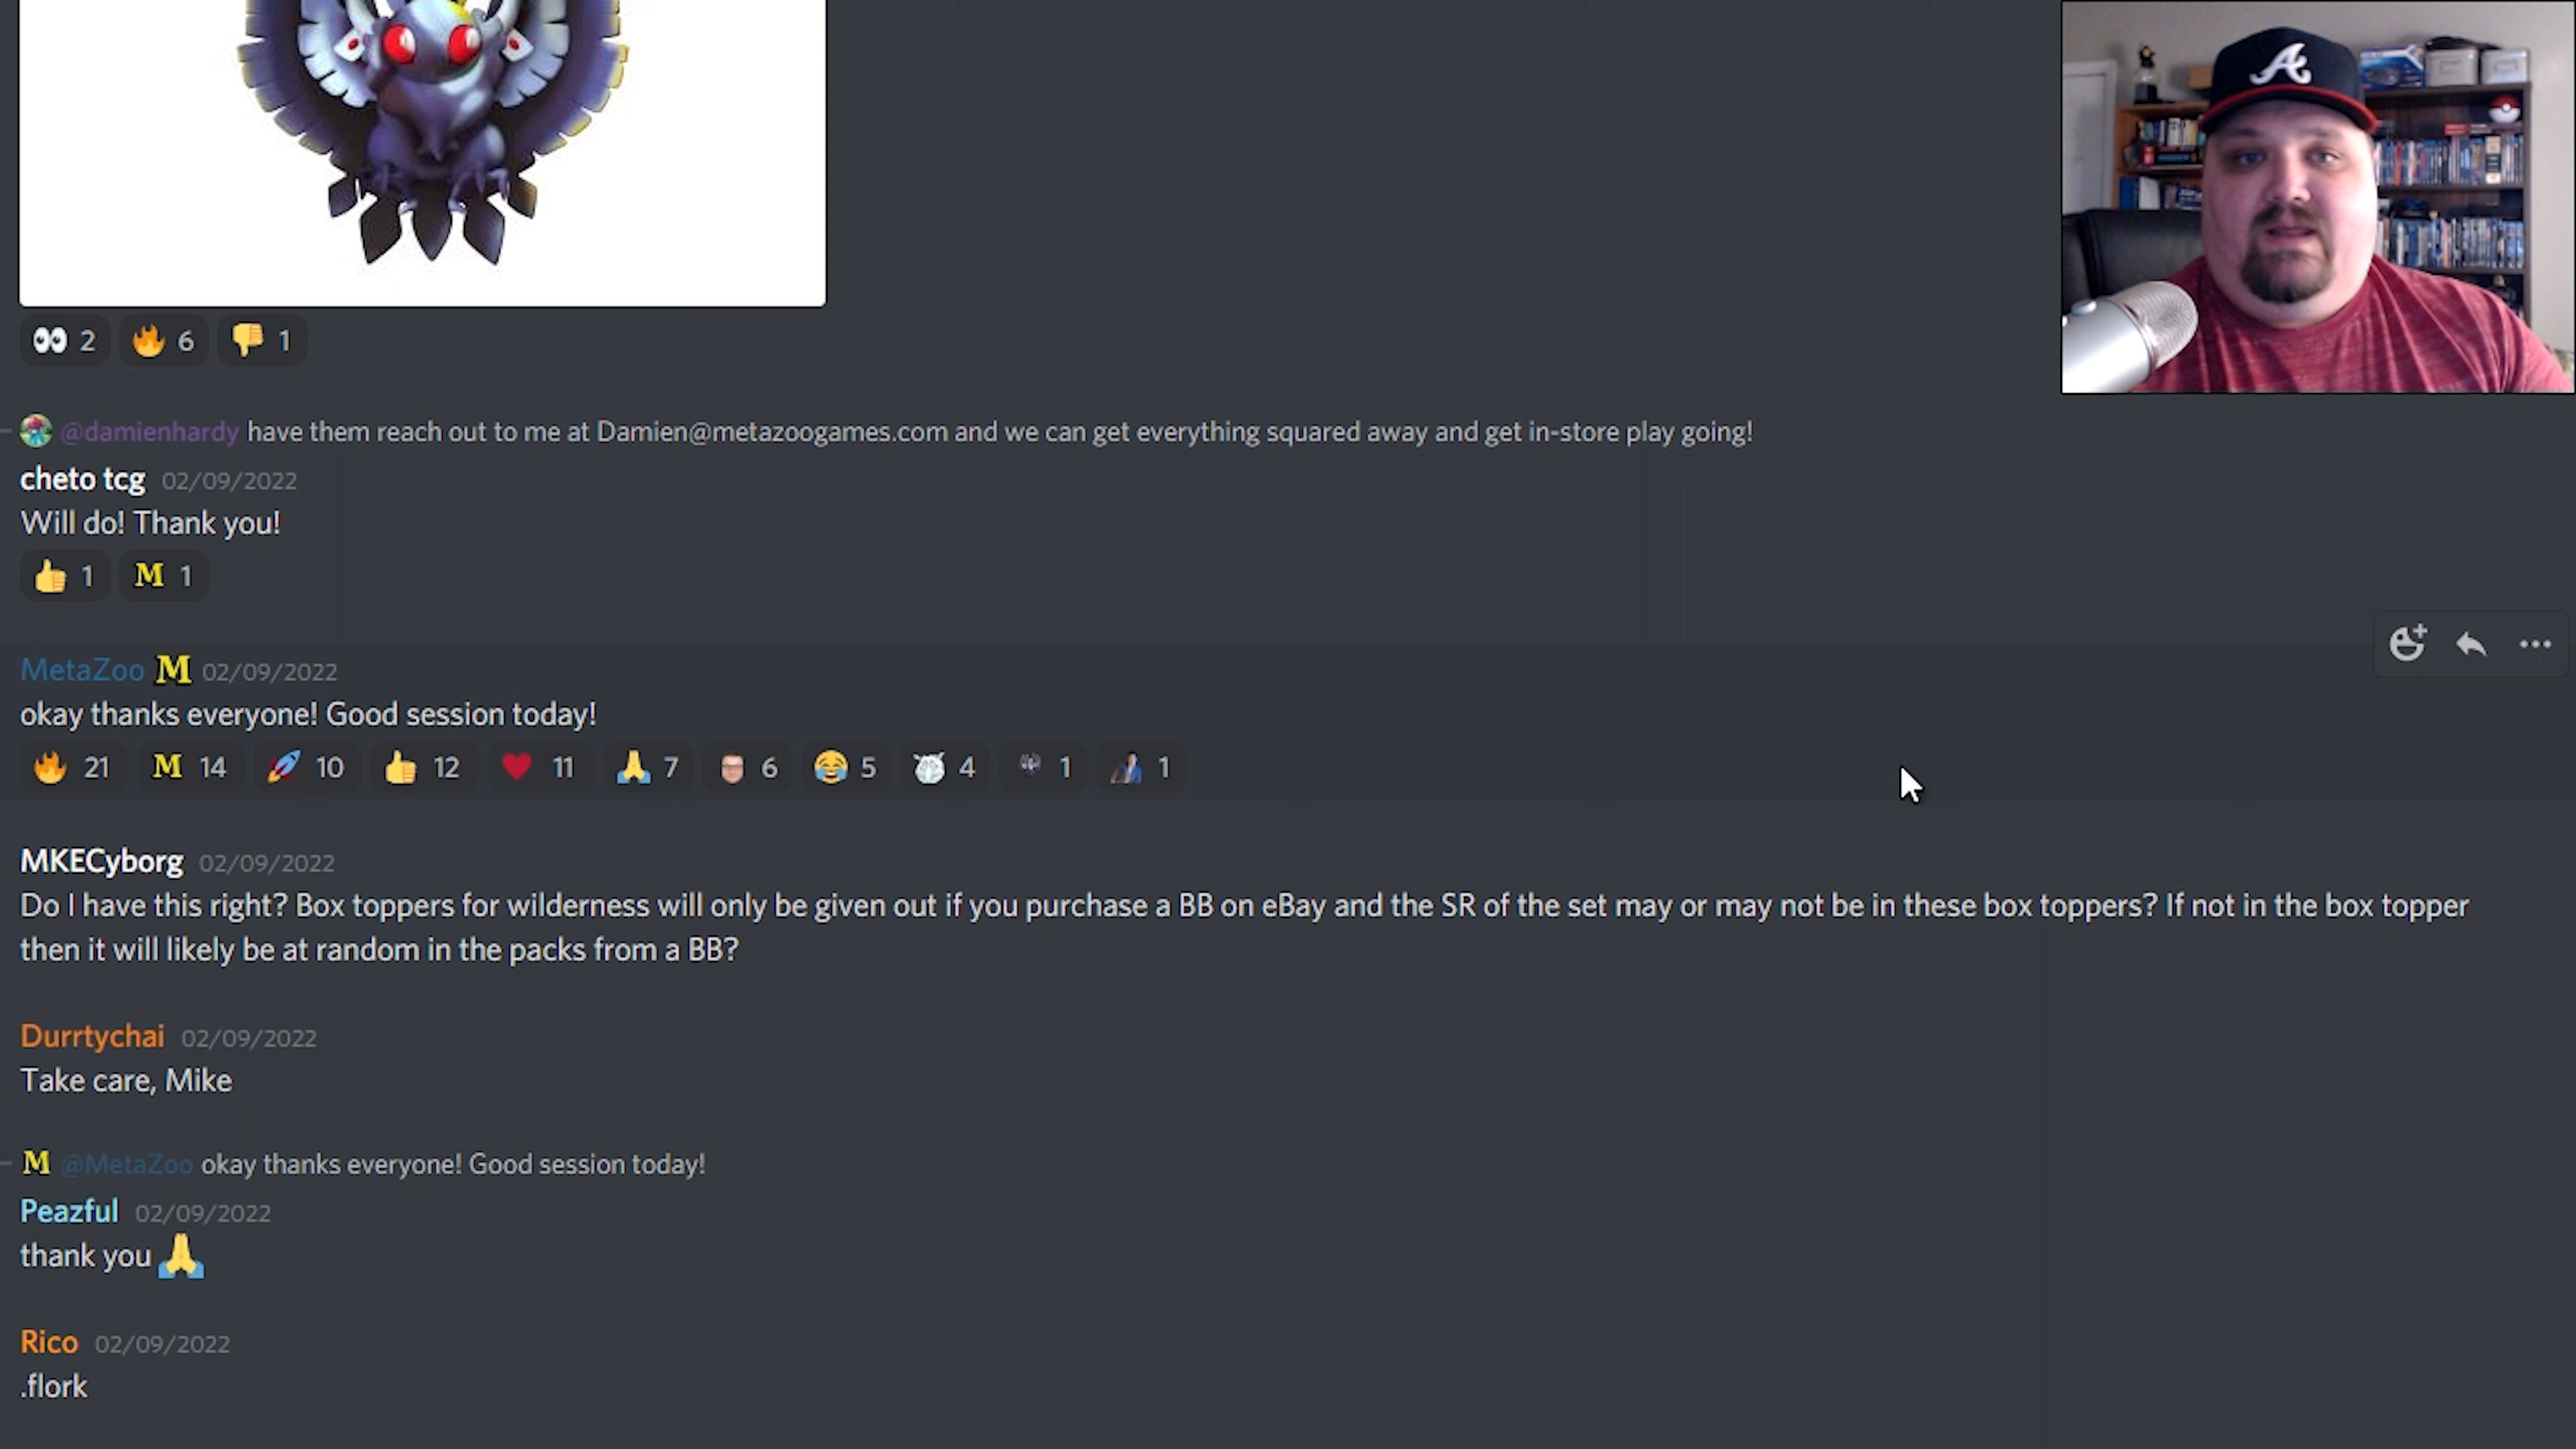 2 6 1
@damienhardy have them reach out to me at Damien@metazoogames.com and we can get everything squared away and get in-store play going!
cheto tcg 02/09/2022
Will do! Thank you!
1 M 1
MetaZoo M 02/09/2022
okay thanks everyone! Good session today!
21 M 14 10 12 11 7 6 5 4 1 1
MKECyborg 02/09/2022
Do I have this right? Box toppers for wilderness will only be given out if you purchase a BB on eBay and the SR of the set may or may not be in these box toppers? If not in the box topper
then it will likely be at random in the packs from a BB?
Durrtychai 02/09/2022
Take care, Mike
M @MetaZoo okay thanks everyone! Good session today!
Peazful 02/09/2022
thank you
Rico 02/09/2022
.flork
A